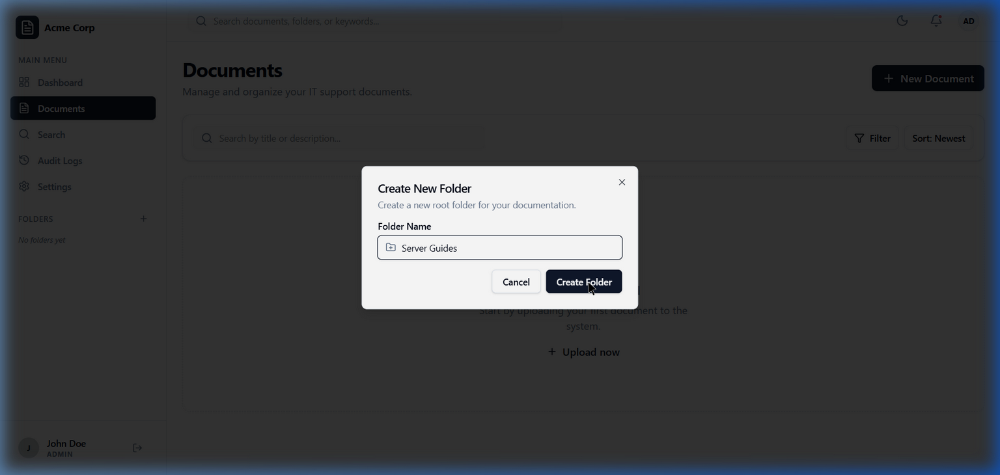 Acme Corp
Search documents, folders, or keywords...
AD
MAIN MENU
Dashboard
Documents
Search
Audit Logs
Settings
FOLDERS
No folders yet
John Doe
J
ADMIN
Documents
Manage and organize your IT support documents.
New Document
Search by title or description...
Filter
Sort: Newest
Create New Folder
Create a new root folder for your documentation.
Folder Name
Server Guides
Cancel
Create Folder
Start by uploading your first document to the
system.
Upload now